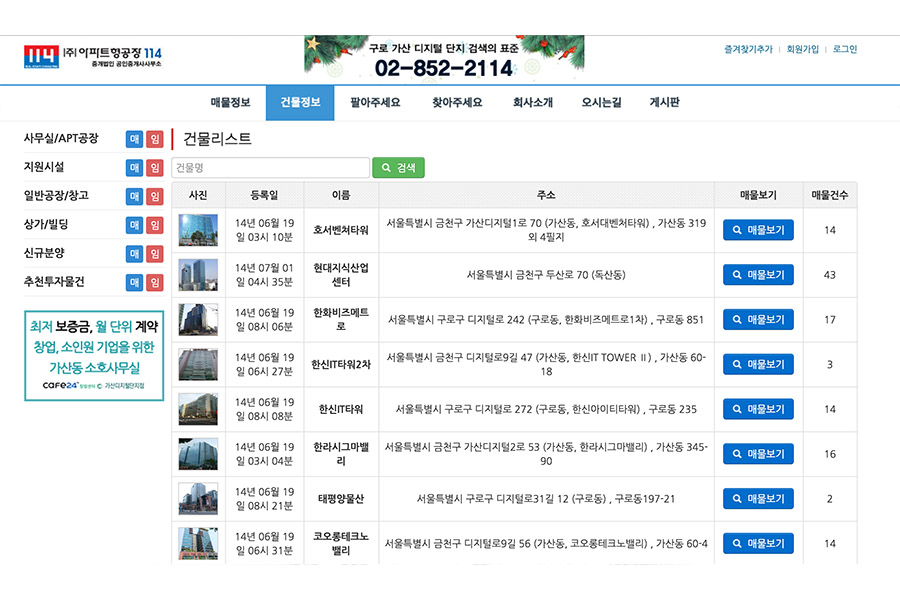 114 (주)아파트형공장 114
중개법인 공인중개사사무소
구로 가산 디지털 단지 검색의 표준
02-852-2114
즐겨찾기추가 | 회원가입 | 로그인
매물정보 건물정보 팔아주세요 찾아주세요 회사소개 오시는길 게시판
사무실/APT공장 매 임
지원시설 매 임
일반공장/창고 매 임
상가/빌딩 매 임
신규분양 매 임
추천투자물건 매 임
최저 보증금, 월 단위 계약
창업, 소인원 기업을 위한
가산동 소호사무실
cafe24 창업센터 가산디지털단지점
건물리스트
건물명 검색
사진 등록일 이름 주소 매물보기 매물건수
14년 06월 19
일 03시 10분
호서벤처타워
서울특별시 금천구 가산디지털1로 70 (가산동, 호서대벤처타워) , 가산동 319
외 4필지
매물보기
14
14년 07월 01
일 04시 35분
현대지식산업
센터
서울특별시 금천구 두산로 70 (독산동)
매물보기
43
14년 06월 19
일 08시 06분
한화비즈메트
로
서울특별시 구로구 디지털로 242 (구로동, 한화비즈메트로1차) , 구로동 851
매물보기
17
14년 06월 19
일 06시 27분
한신IT타워2차
서울특별시 금천구 디지털로9길 47 (가산동, 한신IT TOWER Ⅱ) , 가산동 60-
18
매물보기
3
14년 06월 19
일 08시 08분
한신IT타워
서울특별시 구로구 디지털로 272 (구로동, 한신아이티타워) , 구로동 235
매물보기
14
14년 06월 19
일 03시 04분
한라시그마밸
리
서울특별시 금천구 가산디지털2로 53 (가산동, 한라시그마밸리) , 가산동 345-
90
매물보기
16
14년 06월 19
일 08시 21분
태평양물산
서울특별시 구로구 디지털로31길 12 (구로동) , 구로동197-21
매물보기
2
14년 06월 19
일 06시 31분
코오롱테크노
밸리
서울특별시 금천구 디지털로9길 56 (가산동, 코오롱테크노밸리) , 가산동 60-4
매물보기
14